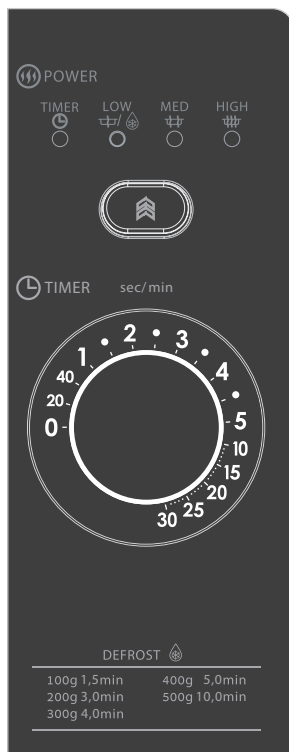 POWER
TIMER LOW MED HIGH
/
TIMER sec/min
0 20 40 1 2 3 4 5 10 15 20 25 30
DEFROST
100g 1,5min 400g 5,0min
200g 3,0min 500g 10,0min
300g 4,0min